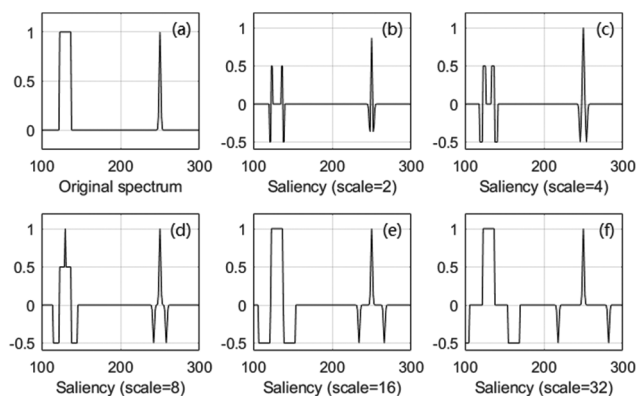 (a)
1
0.5
0
100 200 300
Original spectrum
(b)
1
0.5
0
-0.5
100 200 300
Saliency (scale=2)
(c)
1
0.5
0
-0.5
100 200 300
Saliency (scale=4)
(d)
1
0.5
0
-0.5
100 200 300
Saliency (scale=8)
(e)
1
0.5
0
-0.5
100 200 300
Saliency (scale=16)
(f)
1
0.5
0
-0.5
100 200 300
Saliency (scale=32)